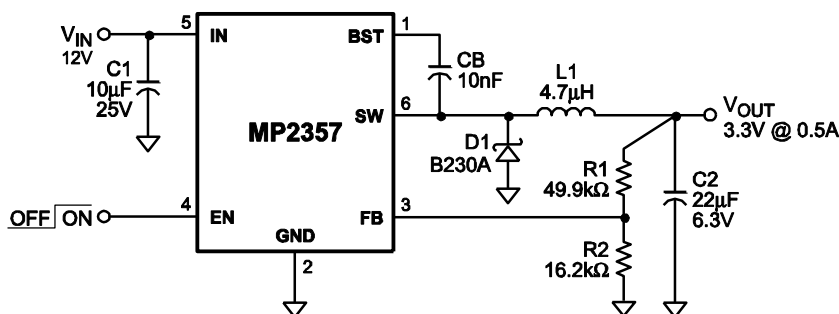 VIN
12V
5
IN
BST
1
C1
10µF
25V
CB
10nF
L1
4.7µH
SW
6
MP2357
D1
B230A
VOUT
3.3V @ 0.5A
R1
49.9kΩ
C2
22µF
6.3V
OFF ON
4
EN
FB
3
GND
2
R2
16.2kΩ